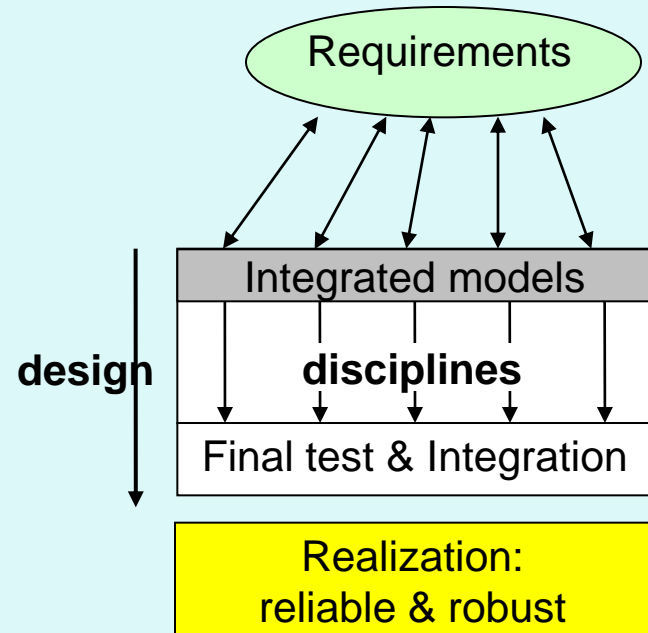 Requirements
Integrated models
design
disciplines
Final test & Integration
Realization:
reliable & robust